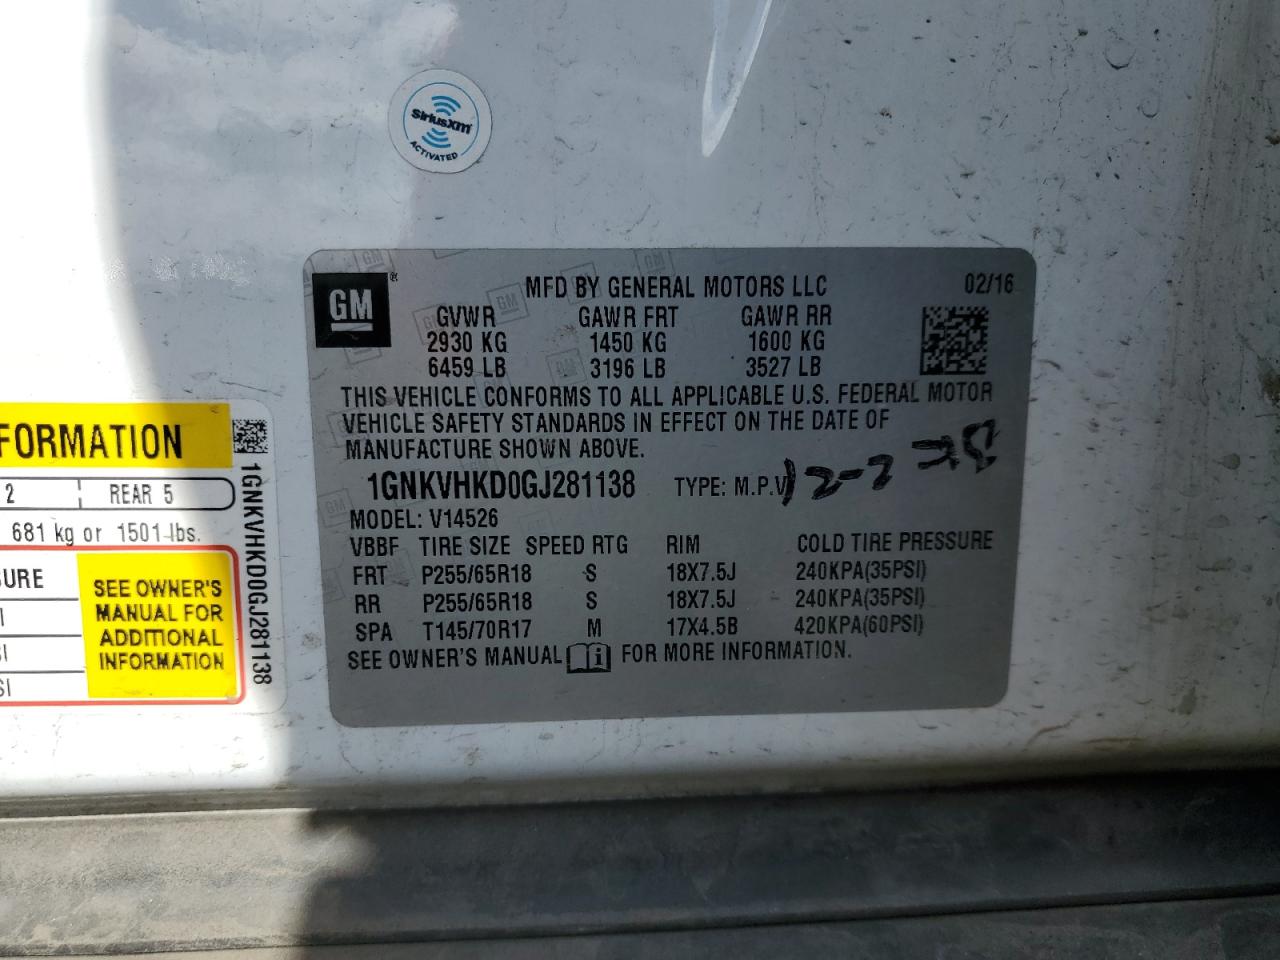 siriusxm
ACTIVATED
GM ®
MFD BY GENERAL MOTORS LLC 02/16
GVWR GAWR FRT GAWR RR
2930 KG 1450 KG 1600 KG
6459 LB 3196 LB 3527 LB
THIS VEHICLE CONFORMS TO ALL APPLICABLE U.S. FEDERAL MOTOR
VEHICLE SAFETY STANDARDS IN EFFECT ON THE DATE OF
MANUFACTURE SHOWN ABOVE.
1GNKVHKD0GJ281138 TYPE: M.P.V
MODEL: V14526
VBBF TIRE SIZE SPEED RTG RIM COLD TIRE PRESSURE
FRT P255/65R18 S 18X7.5J 240KPA(35PSI)
RR P255/65R18 S 18X7.5J 240KPA(35PSI)
SPA T145/70R17 M 17X4.5B 420KPA(60PSI)
SEE OWNER'S MANUAL i FOR MORE INFORMATION.
FORMATION
2 REAR 5
681 kg or 1501 lbs.
SEE OWNER'S
MANUAL FOR
ADDITIONAL
INFORMATION
1GNKVHKD0GJ281138